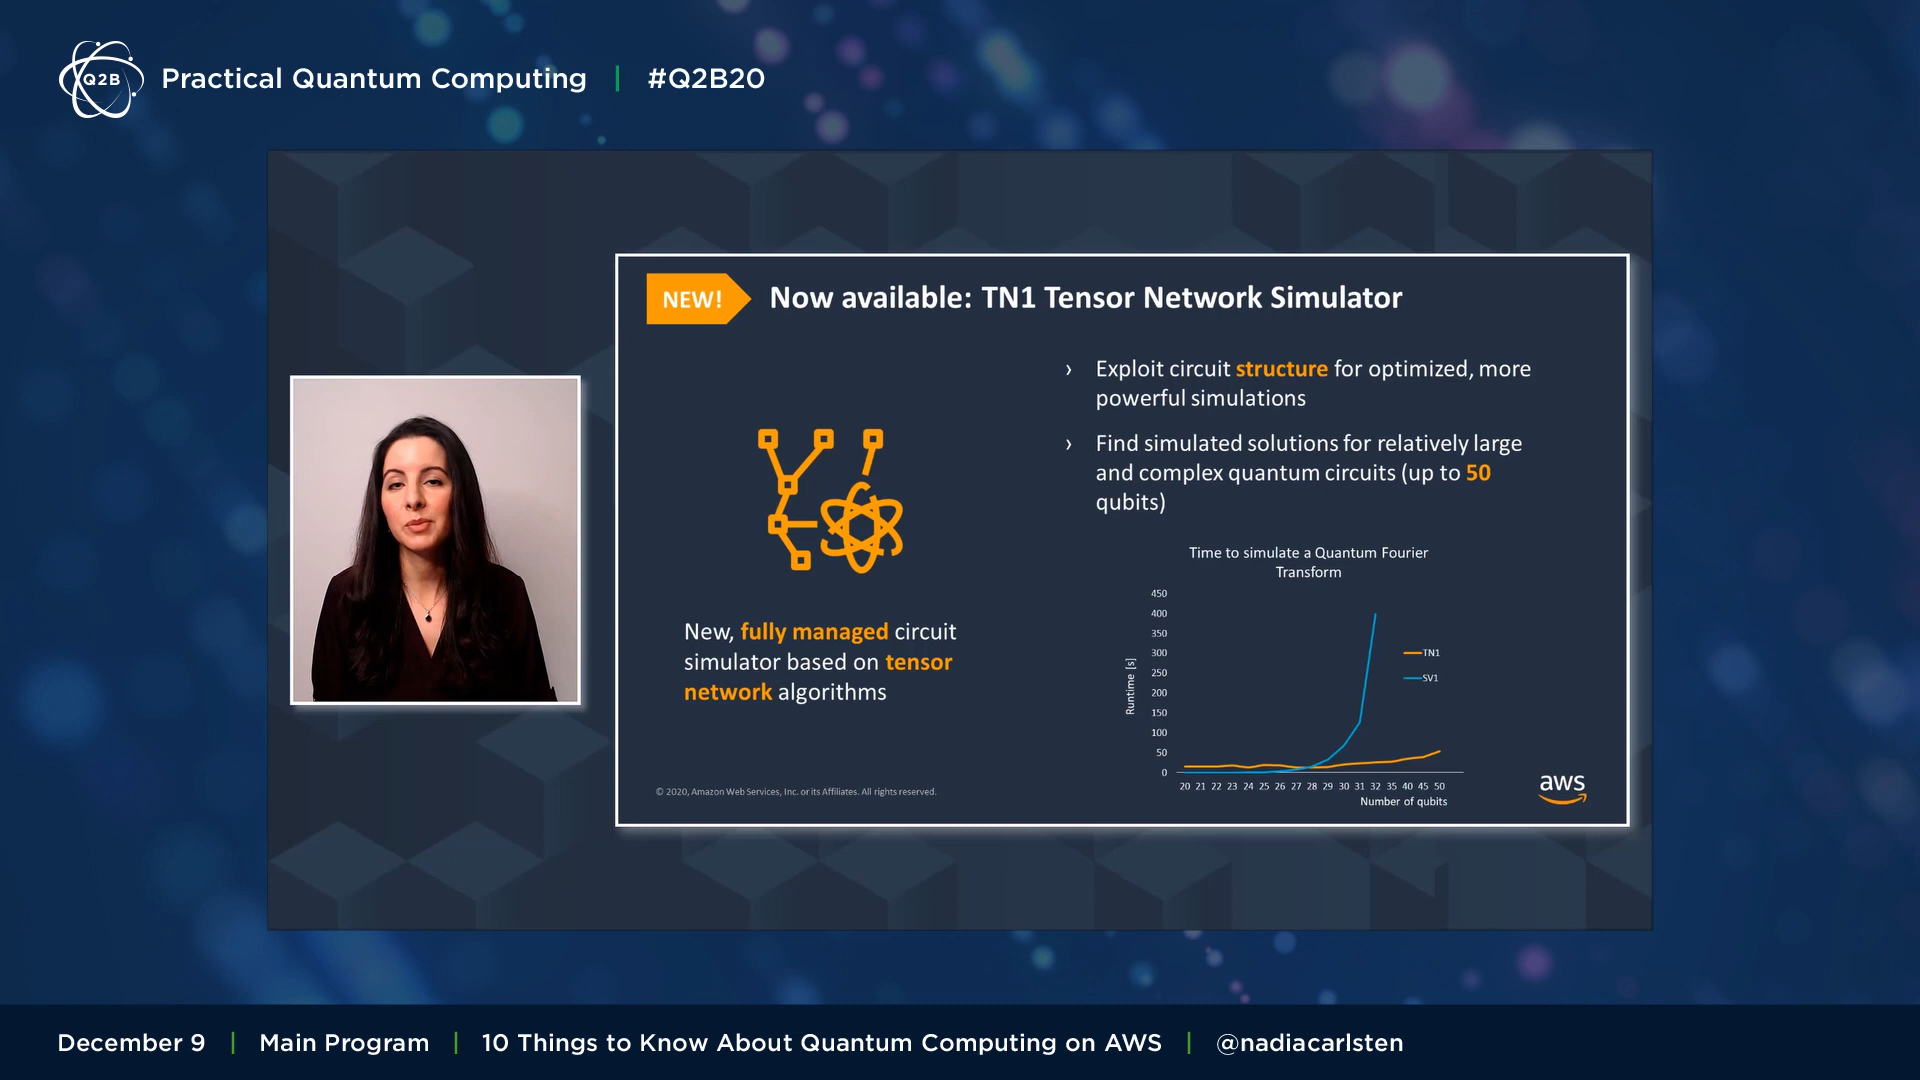 Q2B
Practical Quantum Computing | #Q2B20
NEW!
Now available: TN1 Tensor Network Simulator
New, fully managed circuit
simulator based on tensor
network algorithms
› Exploit circuit structure for optimized, more
powerful simulations
› Find simulated solutions for relatively large
and complex quantum circuits (up to 50
qubits)
Time to simulate a Quantum Fourier
Transform
Runtime [s]
450
400
350
300
250
200
150
100
50
0
TN1
SV1
20 21 22 23 24 25 26 27 28 29 30 31 32 35 40 45 50
Number of qubits
© 2020, Amazon Web Services, Inc. or its Affiliates. All rights reserved.
aws
December 9 | Main Program | 10 Things to Know About Quantum Computing on AWS | @nadiacarlsten